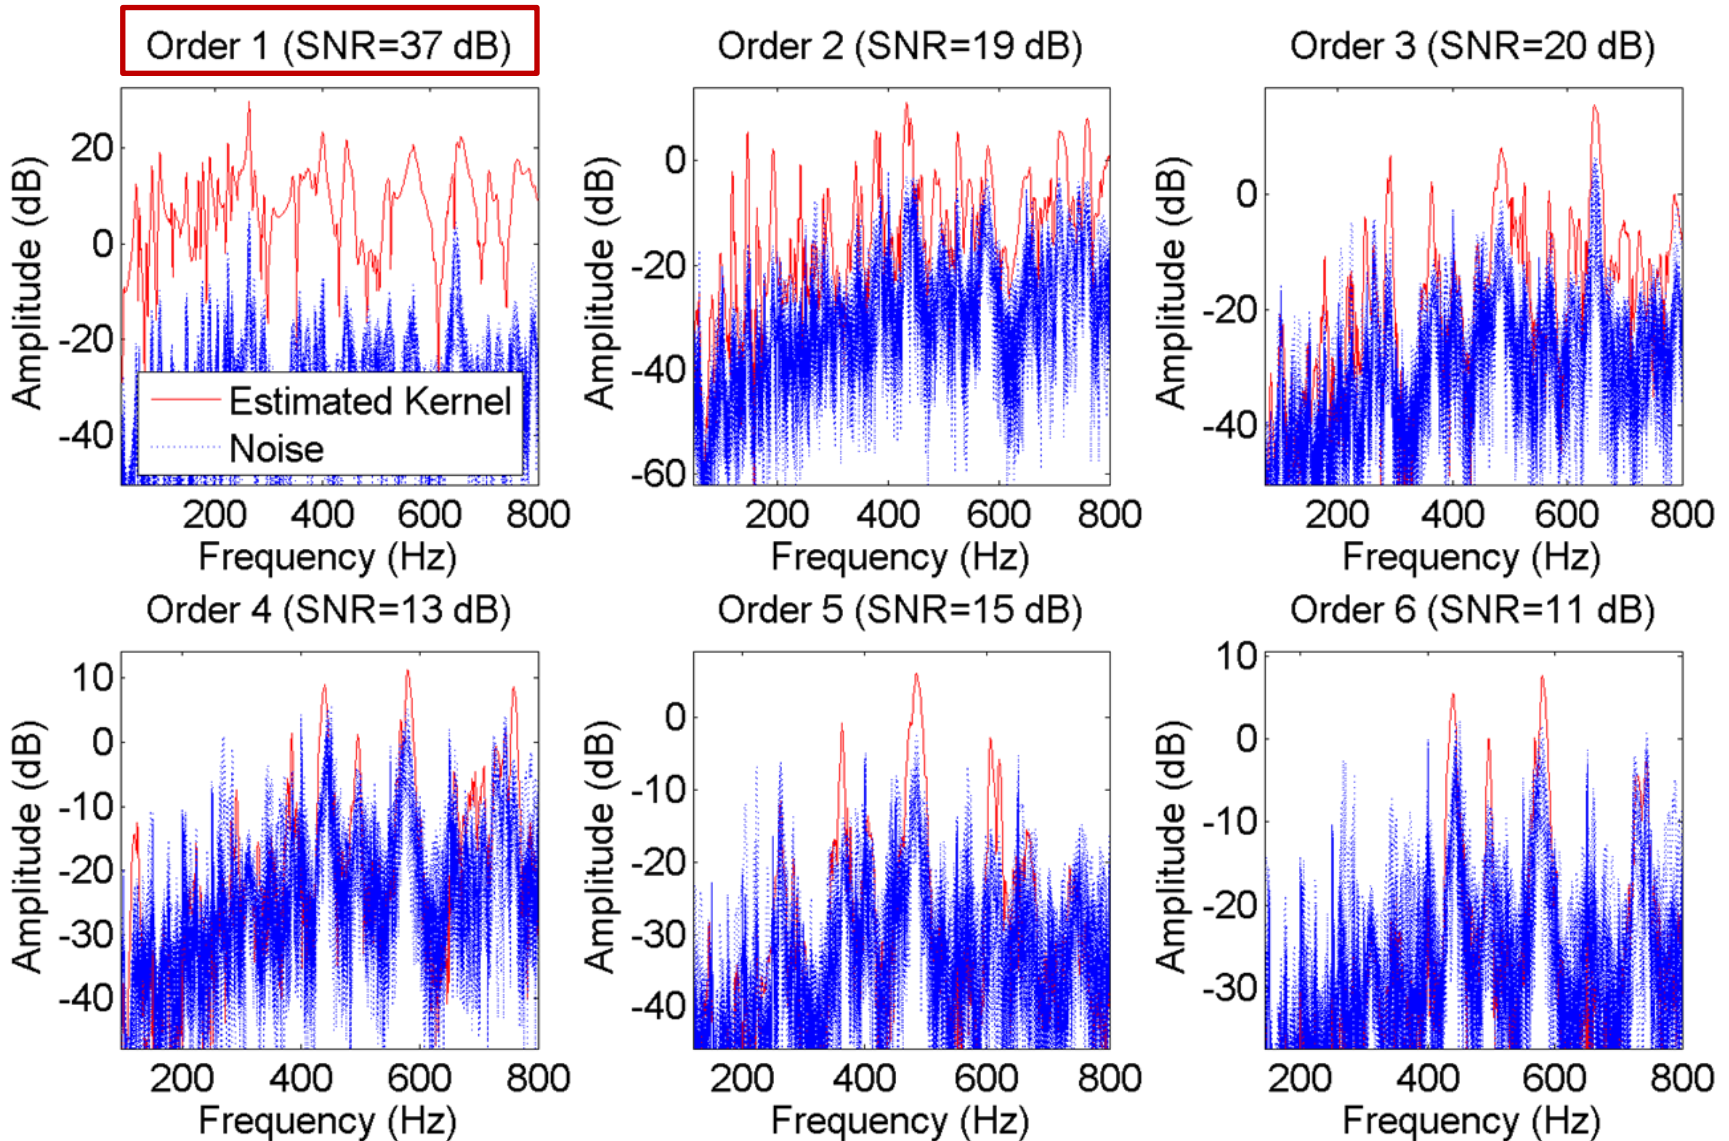 Order 1 (SNR=37 dB)
Order 2 (SNR=19 dB)
Order 3 (SNR=20 dB)
Amplitude (dB)
20
0
-20
-40
Estimated Kernel
Noise
200 400 600 800
Frequency (Hz)
Amplitude (dB)
0
-20
-40
-60
200 400 600 800
Frequency (Hz)
Amplitude (dB)
0
-20
-40
200 400 600 800
Frequency (Hz)
Order 4 (SNR=13 dB)
Order 5 (SNR=15 dB)
Order 6 (SNR=11 dB)
Amplitude (dB)
10
0
-10
-20
-30
-40
200 400 600 800
Frequency (Hz)
Amplitude (dB)
0
-10
-20
-30
-40
200 400 600 800
Frequency (Hz)
Amplitude (dB)
10
0
-10
-20
-30
200 400 600 800
Frequency (Hz)